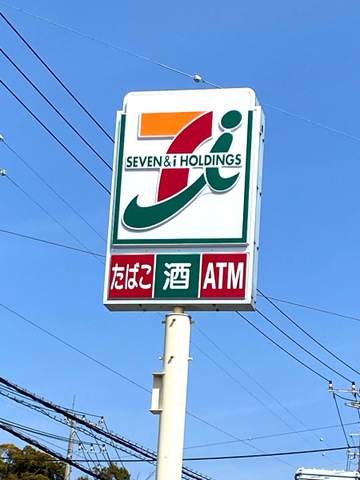 SEVEN & i HOLDINGS
たばこ 酒 ATM